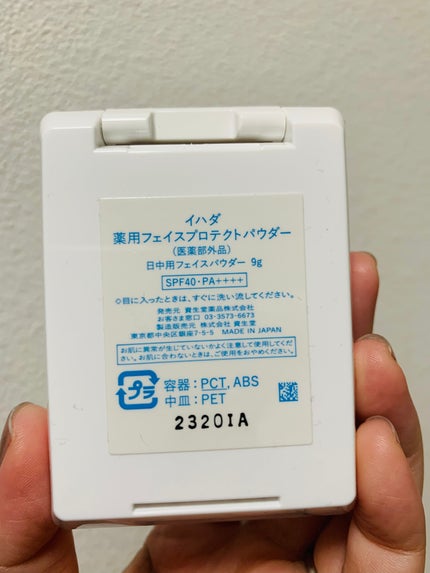 イハダ
薬用フェイスプロテクトパウダー
(医薬部外品)
日中用フェイスパウダー 9g
SPF40・PA++++
◇目に入ったときは、すぐに洗い流してください。
発売元 資生堂薬品株式会社
お客さま窓口 03-3573-6673
製造販売元 株式会社 資生堂
東京都中央区銀座7-5-5 MADE IN JAPAN
お肌に異常が生じていないかよく注意して使用してく
ださい。お肌に合わないときは、ご使用をおやめください。
プラ
容器：PCT, ABS
中皿：PET
2320IA